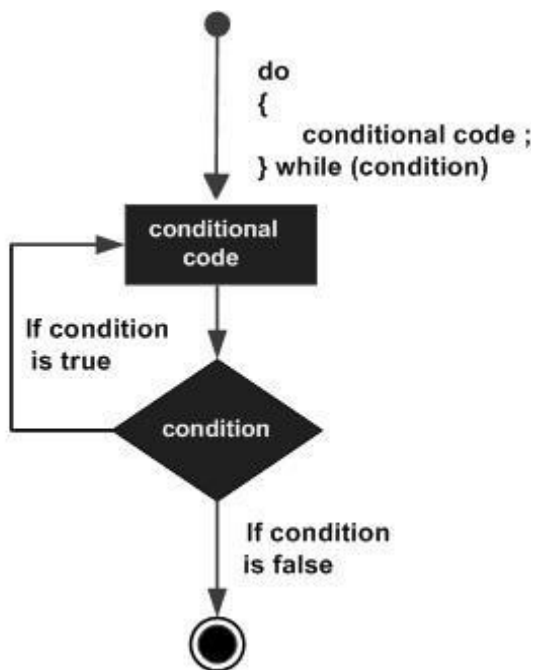 do
{
conditional code ;
} while (condition)
conditional
code
If condition
is true
condition
If condition
is false